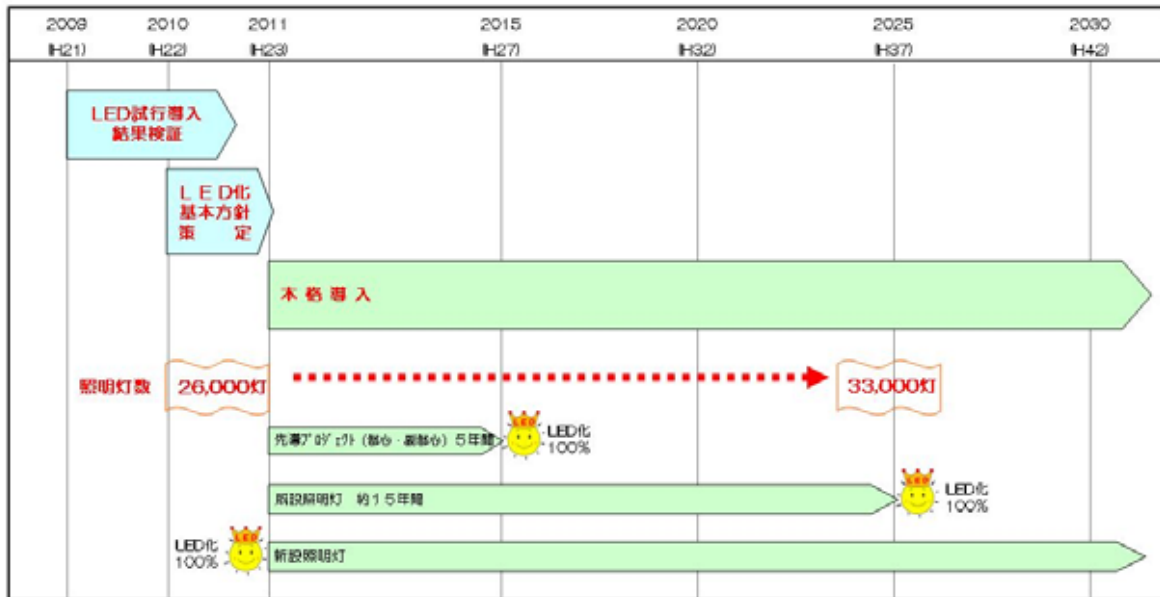 2009 2010 2011 2015 2020 2025 2030
(H21) (H22) (H23) (H27) (H32) (H37) (H42)
LED試行導入
結果検証
LED化
基本方針
策 定
本格導入
照明灯数 26,000灯 33,000灯
先導プロジェクト(都心・副都心)5年間
LED
LED化
100%
既設照明灯 約15年間
LED
LED化
100%
LED化
100%
LED
新設照明灯